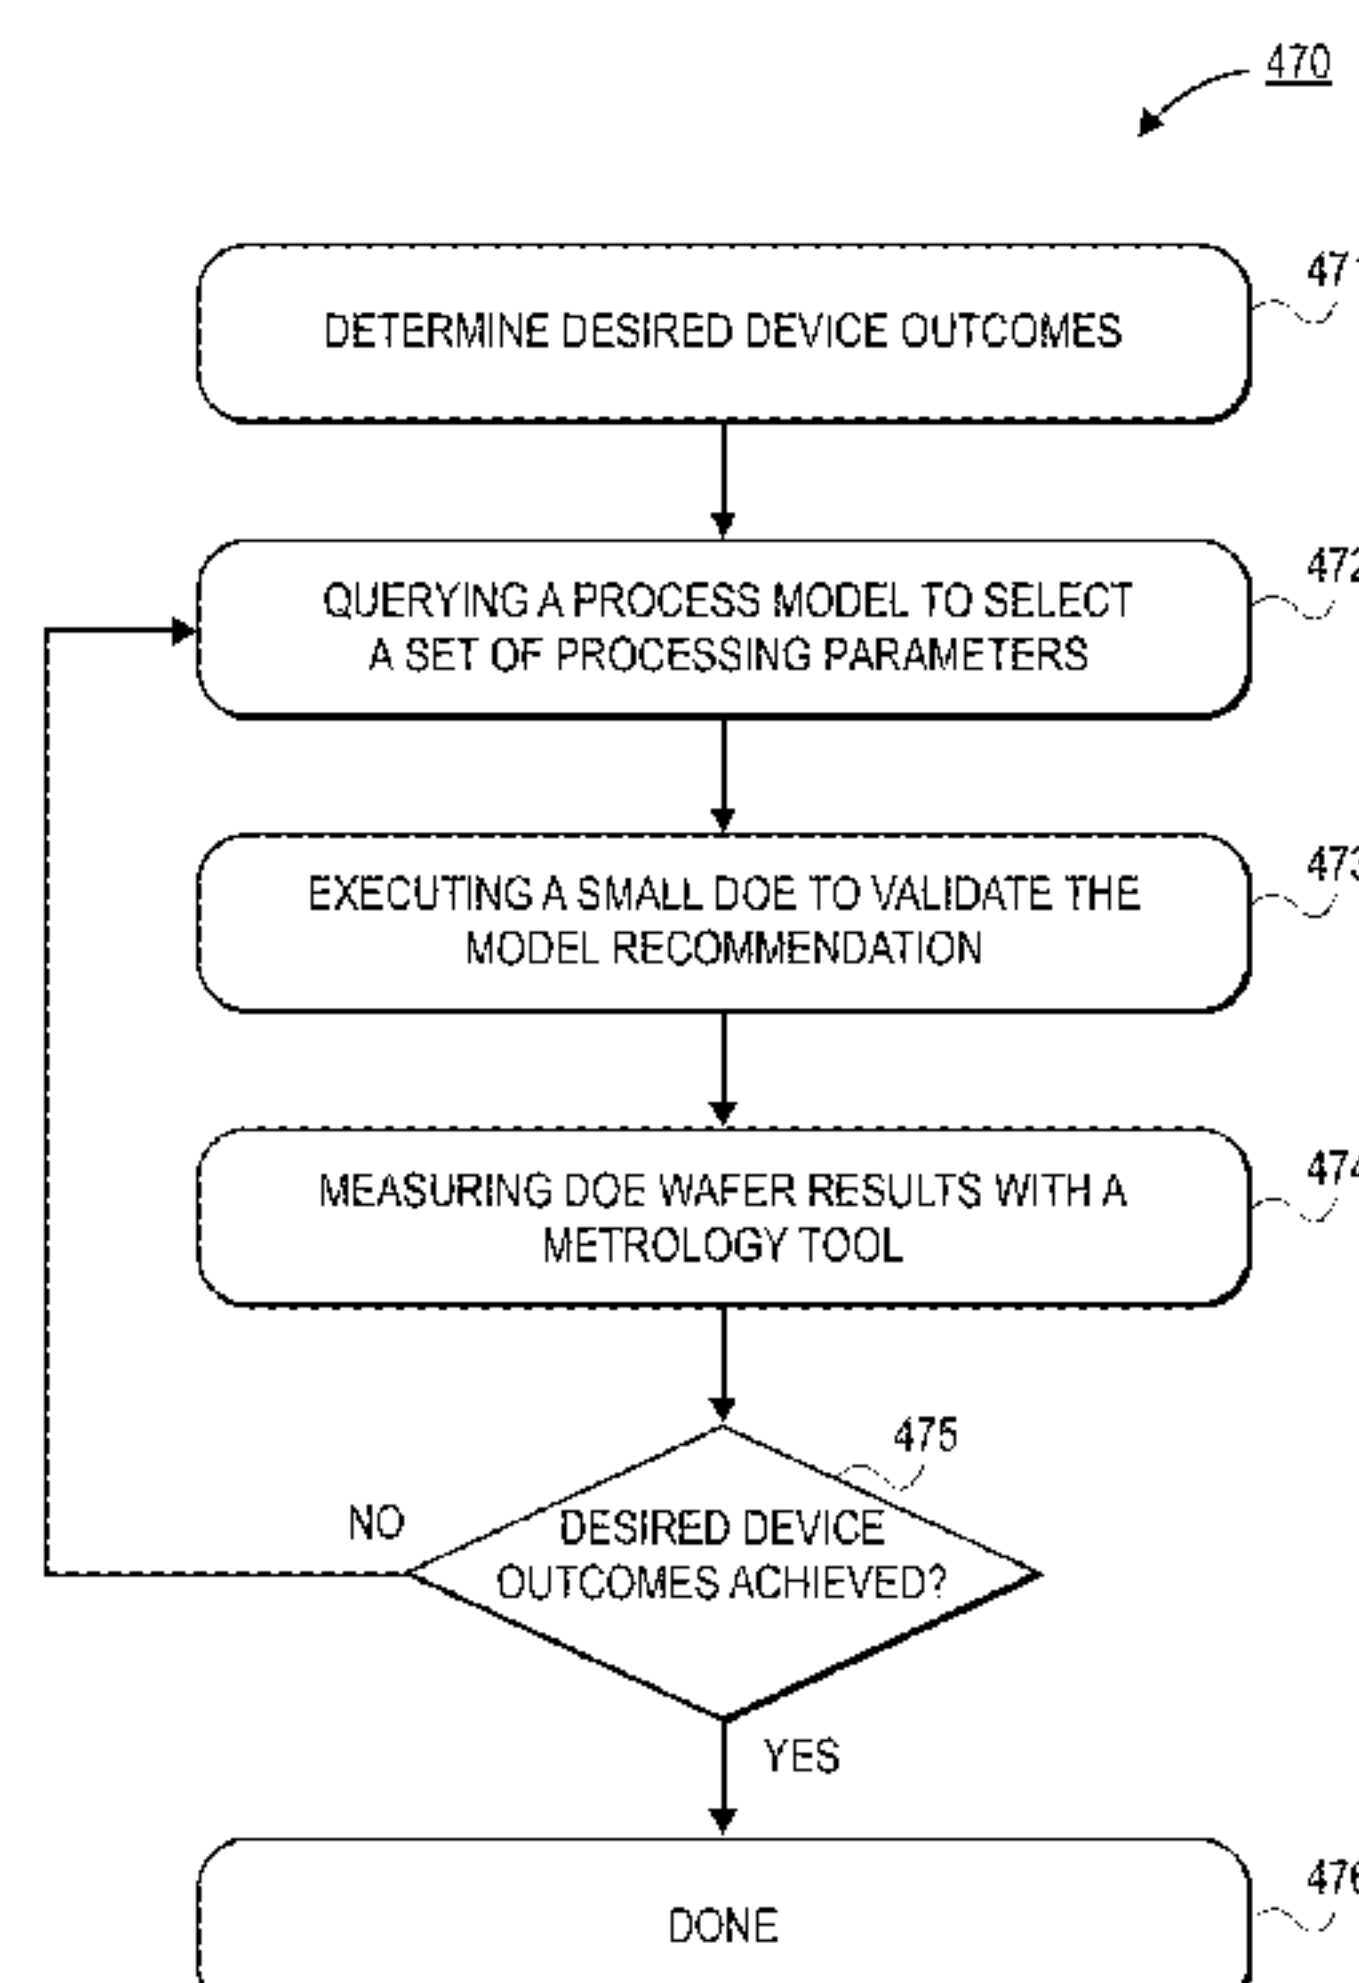 470
DETERMINE DESIRED DEVICE OUTCOMES
471
QUERYING A PROCESS MODEL TO SELECT
A SET OF PROCESSING PARAMETERS
472
EXECUTING A SMALL DOE TO VALIDATE THE
MODEL RECOMMENDATION
473
MEASURING DOE WAFER RESULTS WITH A
METROLOGY TOOL
474
475
DESIRED DEVICE
OUTCOMES ACHIEVED?
NO
YES
DONE
476